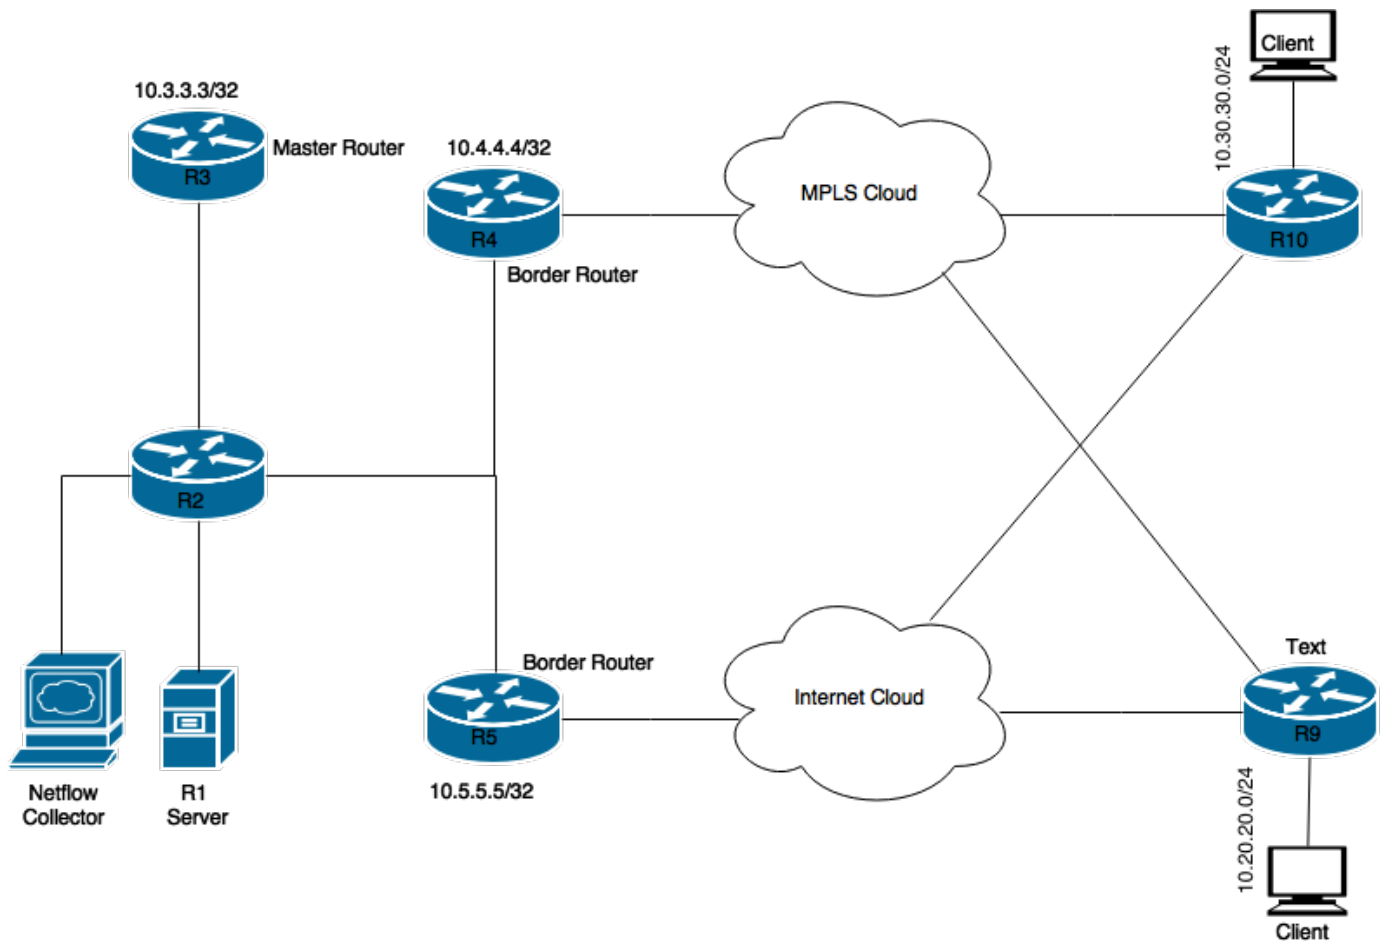 Client
10.30.30.0/24
10.3.3.3/32
Master Router
R3
10.4.4.4/32
R4
Border Router
MPLS Cloud
R10
R2
Border Router
R5
10.5.5.5/32
Internet Cloud
Text
R9
10.20.20.0/24
Netflow
Collector
R1
Server
Client